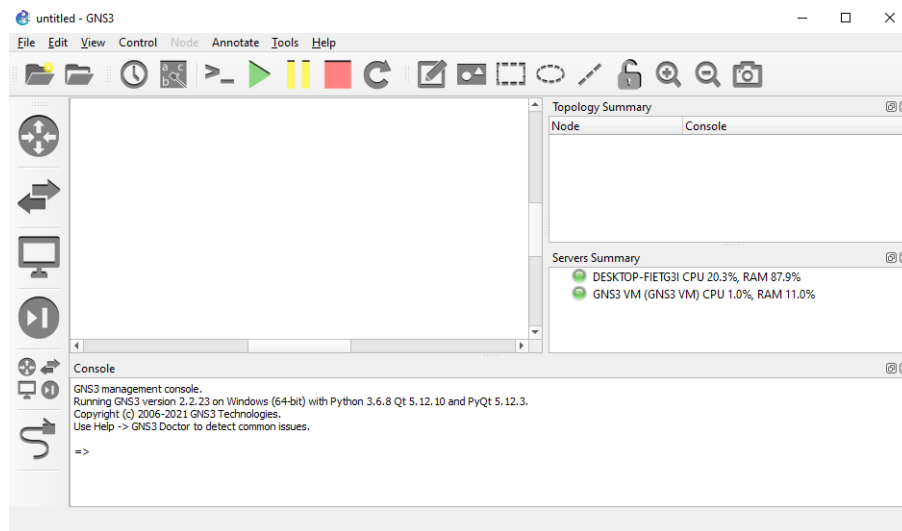 untitled - GNS3
File Edit View Control Node Annotate Tools Help
Topology Summary
Node Console
Servers Summary
DESKTOP-FIETG3I CPU 20.3%, RAM 87.9%
GNS3 VM (GNS3 VM) CPU 1.0%, RAM 11.0%
Console
GNS3 management console.
Running GNS3 version 2.2.23 on Windows (64-bit) with Python 3.6.8 Qt 5.12.10 and PyQt 5.12.3.
Copyright (c) 2006-2021 GNS3 Technologies.
Use Help -> GNS3 Doctor to detect common issues.
=>